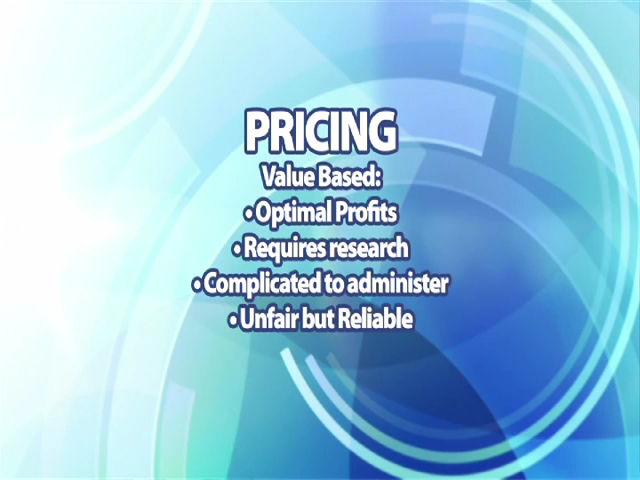 PRICING
Value Based:
• Optimal Profits
• Requires research
• Complicated to administer
• Unfair but Reliable